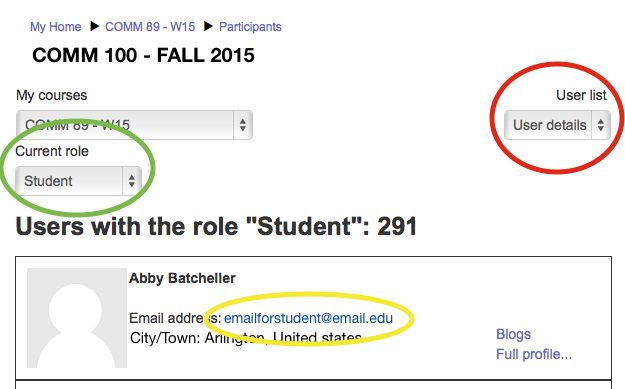 My Home ▶ COMM 89 - W15 ▶ Participants
COMM 100 - FALL 2015
My courses
User list
COMM 89 - W15
User details
Current role
Student
Users with the role "Student": 291
Abby Batcheller
Email address: emailforstudent@email.edu
City/Town: Arlington, United states
Blogs
Full profile...